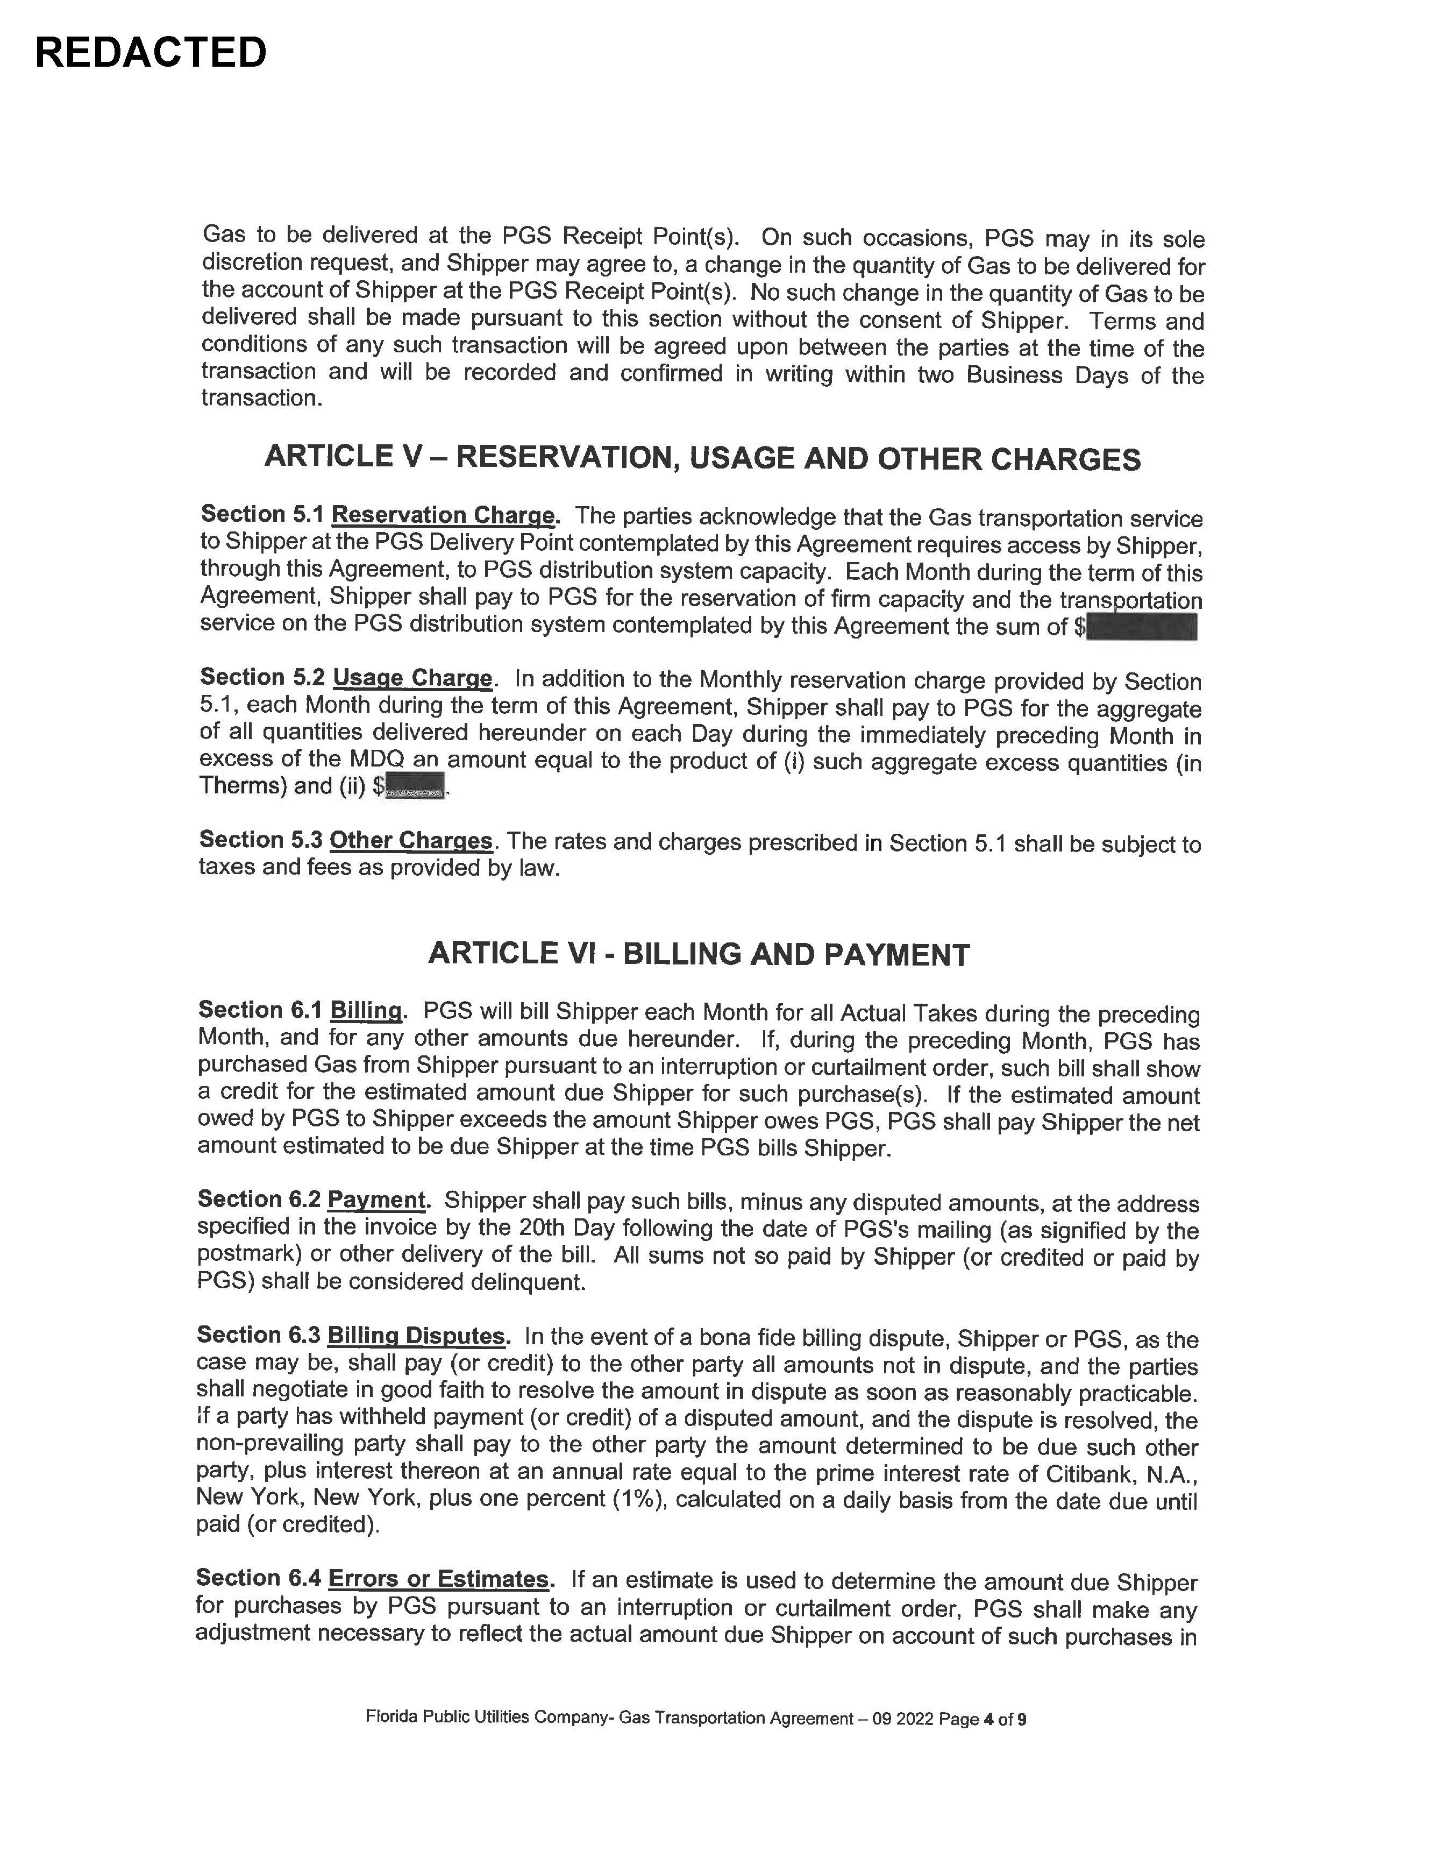 REDACTED
Gas to be delivered at the PGS Receipt Point(s). On such occasions, PGS may in its sole
discretion request, and Shipper may agree to, a change in the quantity of Gas to be delivered for
the account of Shipper at the PGS Receipt Point(s). No such change in the quantity of Gas to be
delivered shall be made pursuant to this section without the consent of Shipper. Terms and
conditions of any such transaction will be agreed upon between the parties at the time of the
transaction and will be recorded and confirmed in writing within two Business Days of the
transaction.
ARTICLE V – RESERVATION, USAGE AND OTHER CHARGES
Section 5.1 Reservation Charge. The parties acknowledge that the Gas transportation service
to Shipper at the PGS Delivery Point contemplated by this Agreement requires access by Shipper,
through this Agreement, to PGS distribution system capacity. Each Month during the term of this
Agreement, Shipper shall pay to PGS for the reservation of firm capacity and the transportation
service on the PGS distribution system contemplated by this Agreement the sum of $
Section 5.2 Usage Charge. In addition to the Monthly reservation charge provided by Section
5.1, each Month during the term of this Agreement, Shipper shall pay to PGS for the aggregate
of all quantities delivered hereunder on each Day during the immediately preceding Month in
excess of the MDQ an amount equal to the product of (i) such aggregate excess quantities (in
Therms) and (ii) $ .
Section 5.3 Other Charges. The rates and charges prescribed in Section 5.1 shall be subject to
taxes and fees as provided by law.
ARTICLE VI - BILLING AND PAYMENT
Section 6.1 Billing. PGS will bill Shipper each Month for all Actual Takes during the preceding
Month, and for any other amounts due hereunder. If, during the preceding Month, PGS has
purchased Gas from Shipper pursuant to an interruption or curtailment order, such bill shall show
a credit for the estimated amount due Shipper for such purchase(s). If the estimated amount
owed by PGS to Shipper exceeds the amount Shipper owes PGS, PGS shall pay Shipper the net
amount estimated to be due Shipper at the time PGS bills Shipper.
Section 6.2 Payment. Shipper shall pay such bills, minus any disputed amounts, at the address
specified in the invoice by the 20th Day following the date of PGS's mailing (as signified by the
postmark) or other delivery of the bill. All sums not so paid by Shipper (or credited or paid by
PGS) shall be considered delinquent.
Section 6.3 Billing Disputes. In the event of a bona fide billing dispute, Shipper or PGS, as the
case may be, shall pay (or credit) to the other party all amounts not in dispute, and the parties
shall negotiate in good faith to resolve the amount in dispute as soon as reasonably practicable.
If a party has withheld payment (or credit) of a disputed amount, and the dispute is resolved, the
non-prevailing party shall pay to the other party the amount determined to be due such other
party, plus interest thereon at an annual rate equal to the prime interest rate of Citibank, N.A.,
New York, New York, plus one percent (1%), calculated on a daily basis from the date due until
paid (or credited).
Section 6.4 Errors or Estimates. If an estimate is used to determine the amount due Shipper
for purchases by PGS pursuant to an interruption or curtailment order, PGS shall make any
adjustment necessary to reflect the actual amount due Shipper on account of such purchases in
Florida Public Utilities Company- Gas Transportation Agreement – 09 2022 Page 4 of 9